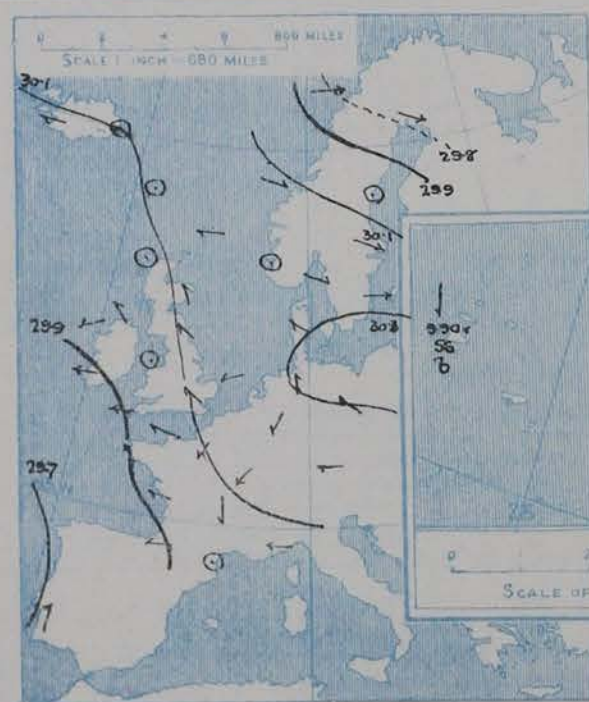 800 MILES
SCALE 1 INCH = 680 MILES
30.1
29.8
29.9
30.1
29.9
30.3
29.7
SCALE OF